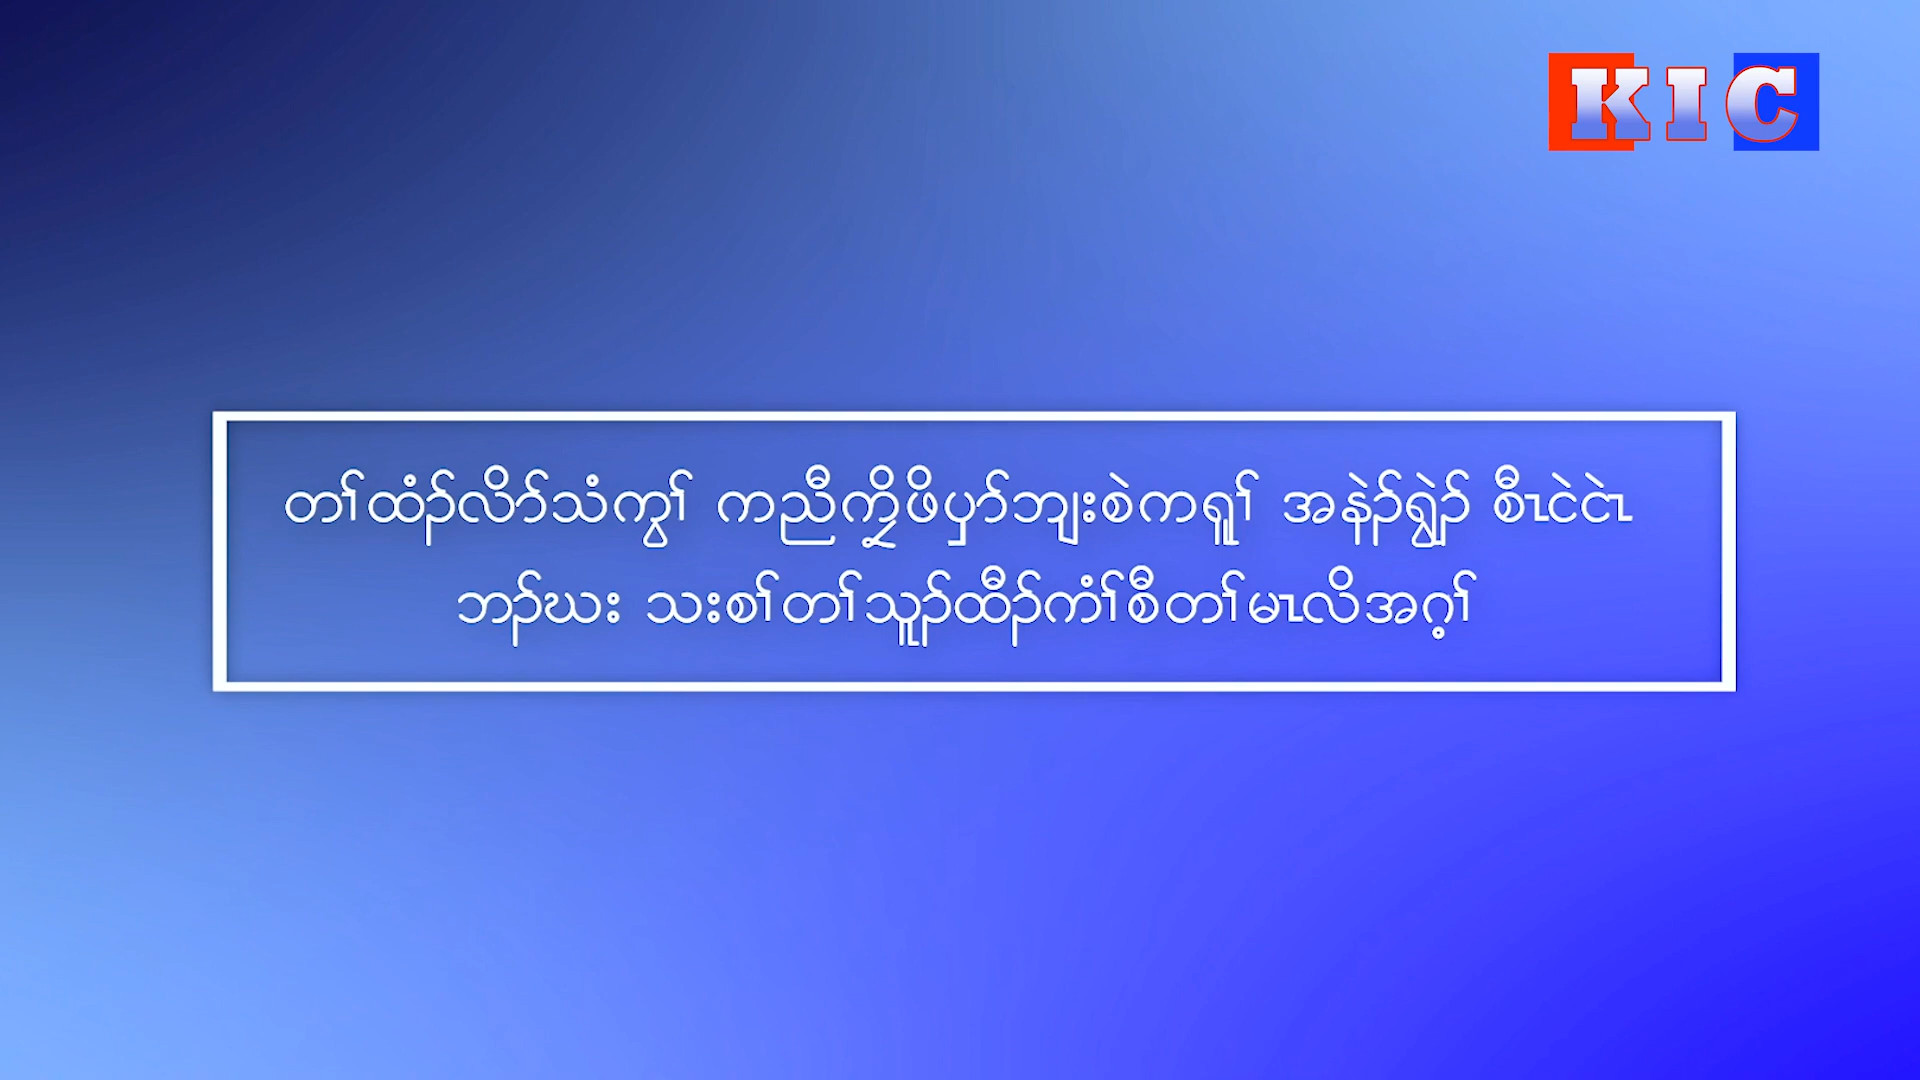 KIC
တၢ်ထံၣ်လိာ်သံကွၢ် ကညီကၠိဖိပှာ်ဘျးစဲကရူၢ် အနဲၣ်ရွဲၣ် စီၤငဲငဲၤ
ဘၣ်ဃး သးစၢ်တၢ်သူၣ်ထီၣ်ကံၢ်စီတၢ်မၤလိအဂ့ၢ်